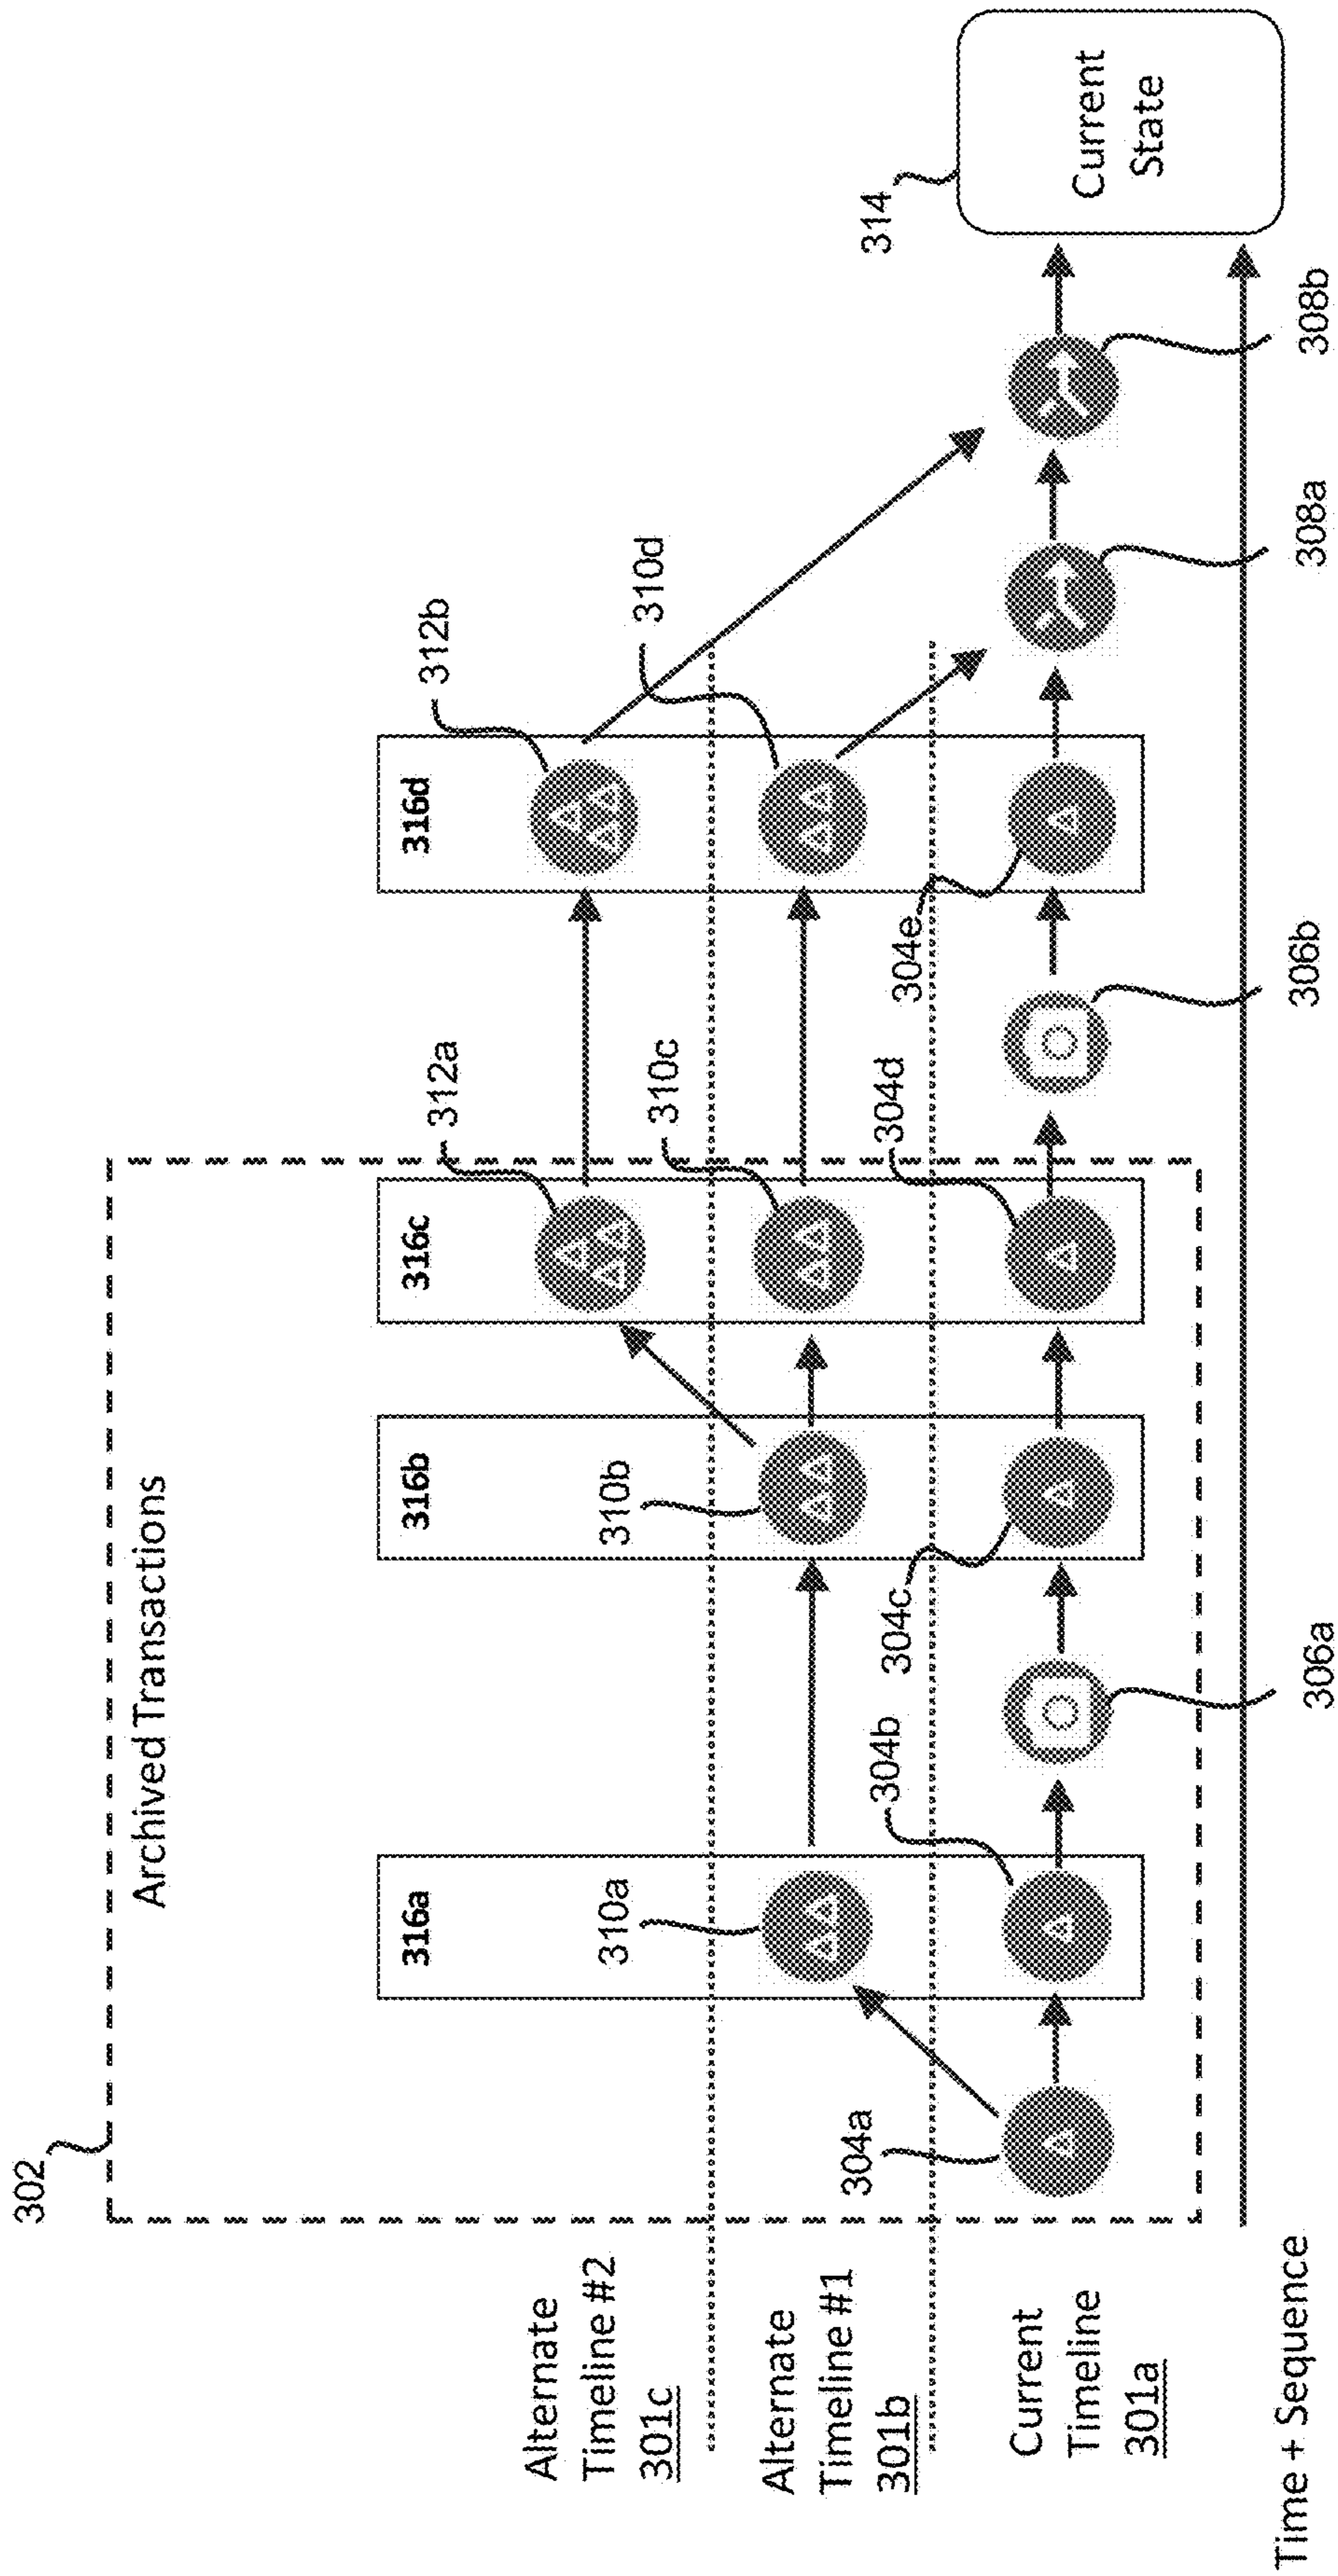 302
Archived Transactions
316a
316b
316c
316d
312a
312b
Alternate
Timeline #2
301c
310a
310b
310c
310d
Alternate
Timeline #1
301b
304a
304b
304c
304d
304e
314
Current
Timeline
301a
Current
State
Time + Sequence
306a
306b
308a
308b